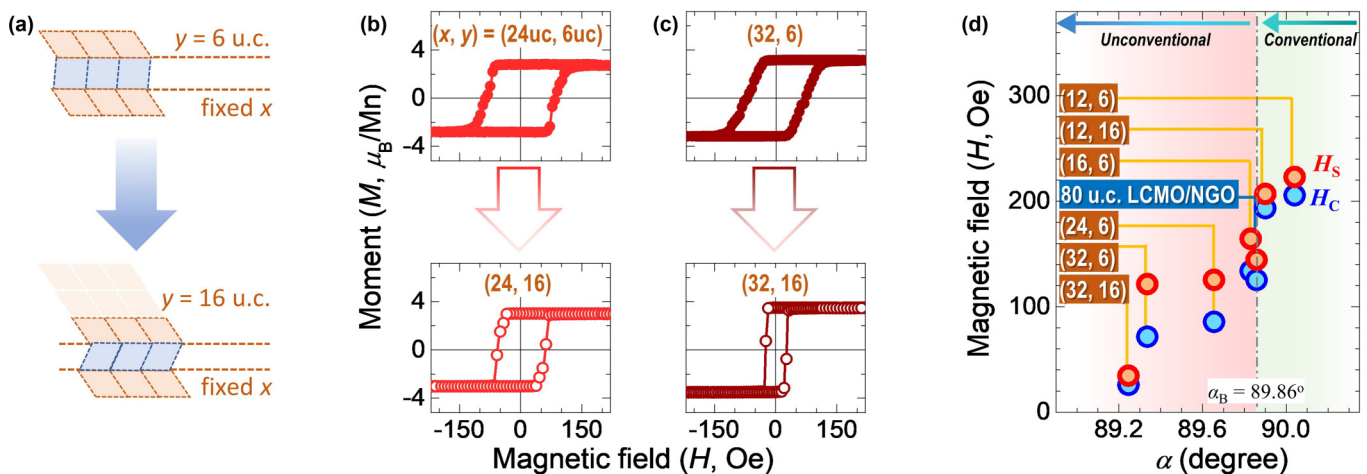 (a)
y = 6 u.c.
fixed x
y = 16 u.c.
fixed x
(b)
(x, y) = (24uc, 6uc)
4
0
-4
(24, 16)
4
0
-4
-150 0 150
Moment (M, μB/Mn)
Magnetic field (H, Oe)
(c)
(32, 6)
(32, 16)
-150 0 150
(d)
Unconventional
Conventional
300
200
100
0
Magnetic field (H, Oe)
(12, 6)
(12, 16)
(16, 6)
80 u.c. LCMO/NGO
(24, 6)
(32, 6)
(32, 16)
HS
HC
αB = 89.86o
89.2 89.6 90.0
α (degree)